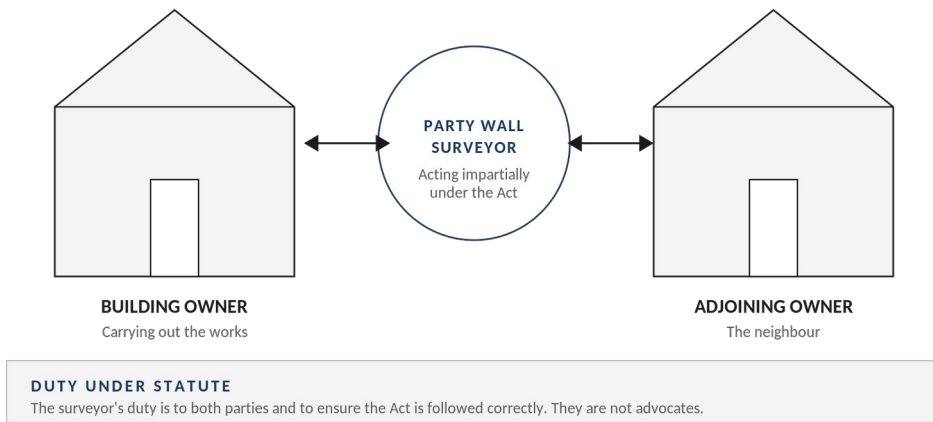 PARTY WALL
SURVEYOR
Acting impartially
under the Act
BUILDING OWNER
Carrying out the works
ADJOINING OWNER
The neighbour
DUTY UNDER STATUTE
The surveyor's duty is to both parties and to ensure the Act is followed correctly. They are not advocates.